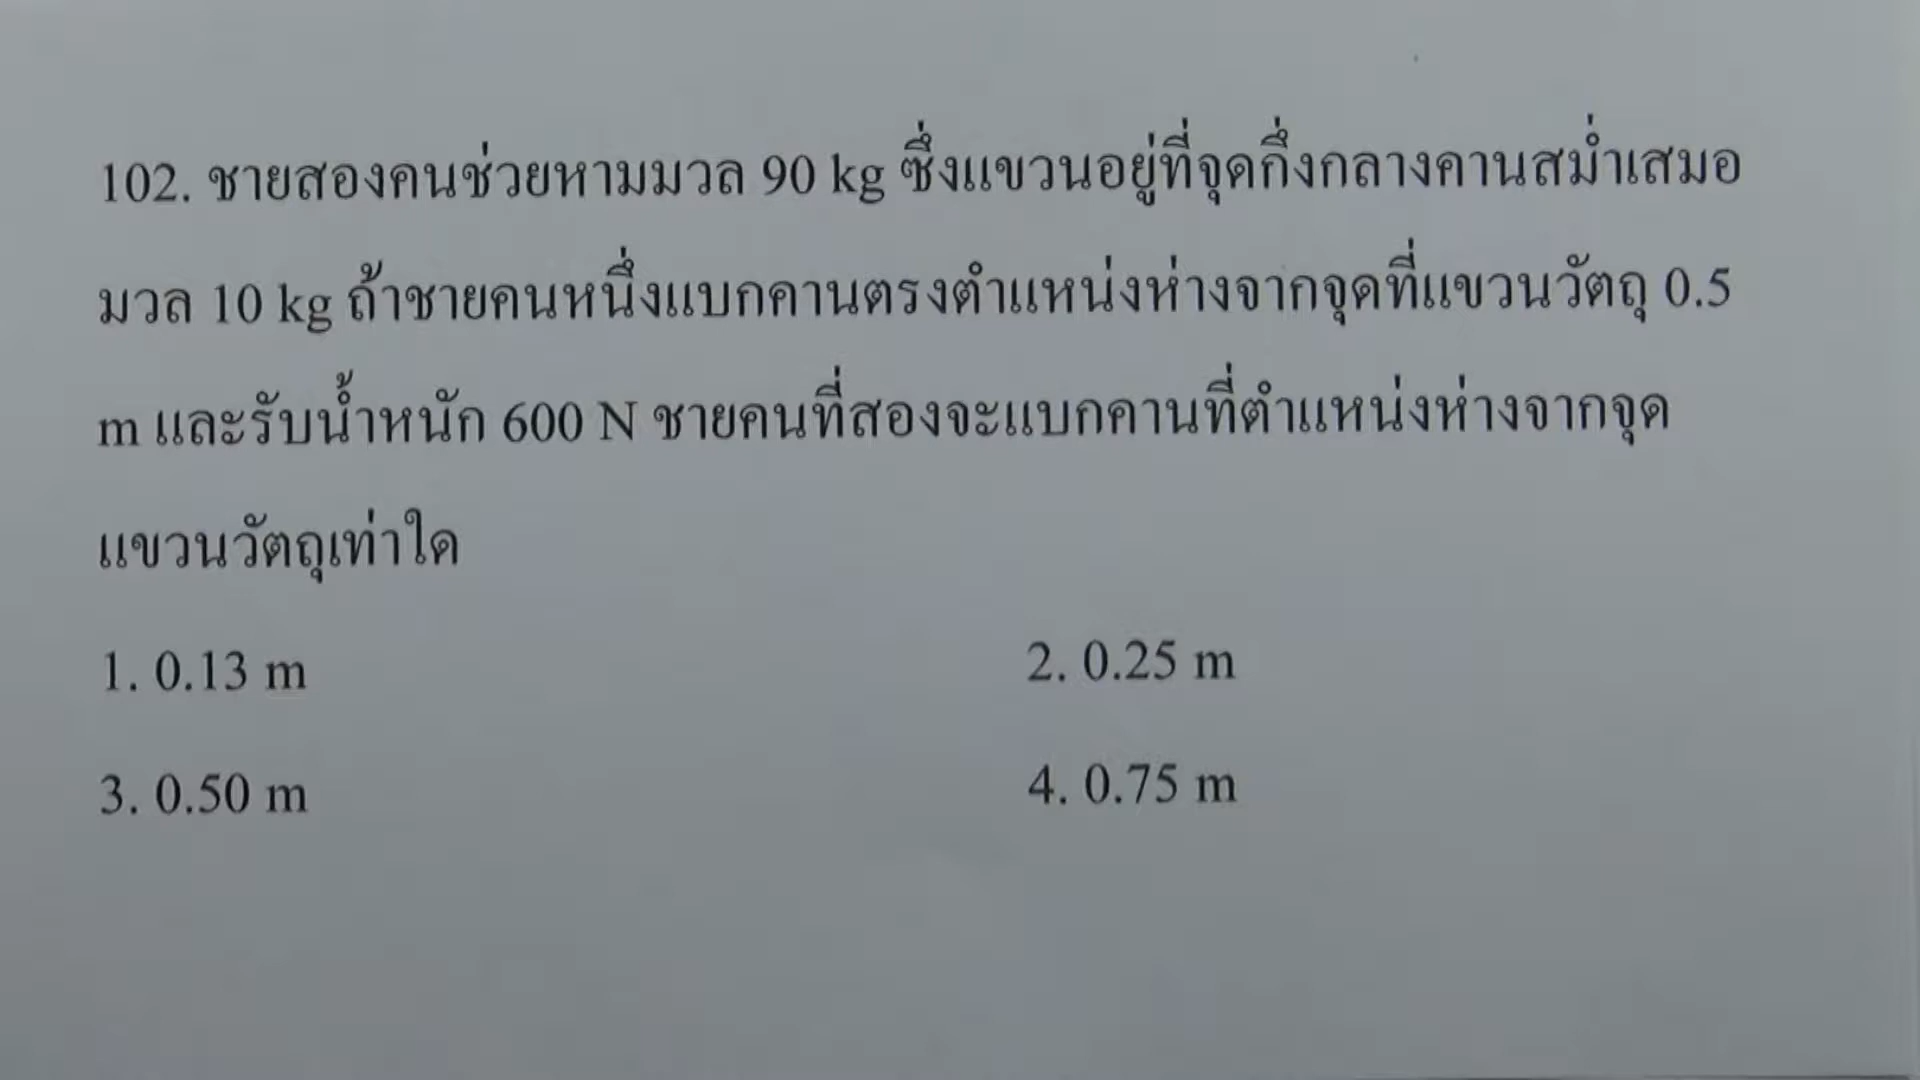 102. ชายสองคนช่วยหามมวล 90 kg ซึ่งแขวนอยู่ที่จุดกึ่งกลางคานสม่ำเสมอ
มวล 10 kg ถ้าชายคนหนึ่งแบกคานตรงตำแหน่งห่างจากจุดที่แขวนวัตถุ 0.5
m และรับน้ำหนัก 600 N ชายคนที่สองจะแบกคานที่ตำแหน่งห่างจากจุด
แขวนวัตถุเท่าใด
1. 0.13 m 2. 0.25 m
3. 0.50 m 4. 0.75 m